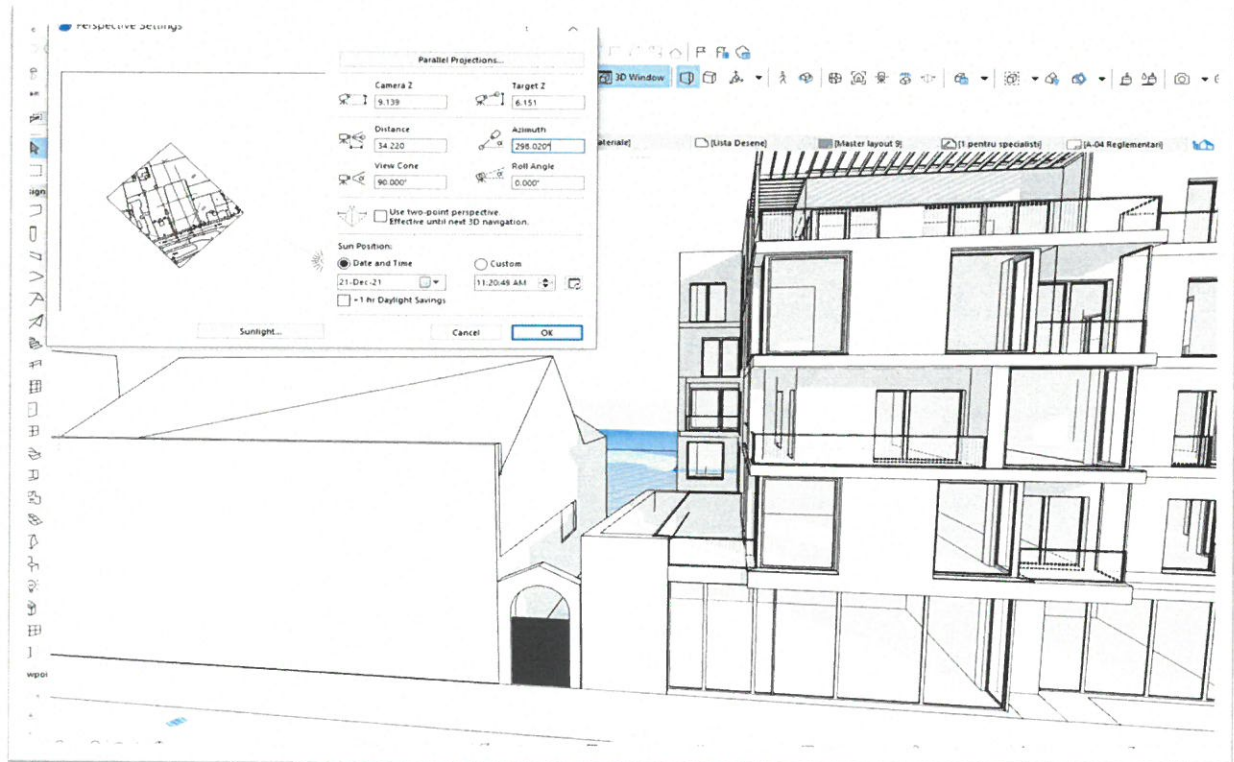 Perspective Settings
Parallel Projections...
Camera Z
Target Z
9.139
6.151
Distance
Azimuth
34.220
298.020°
View Cone
Roll Angle
90.000°
0.000°
Use two-point perspective.
Effective until next 3D navigation.
Sun Position:
Date and Time
Custom
21-Dec-21
11:20:49 AM
+1 hr Daylight Savings
Sunlight...
Cancel
OK
3D Window
ateriale]
[Lista Desene]
[Master layout 9]
[1 pentru specialisti]
[A-04 Reglementari]
sign
wpoi